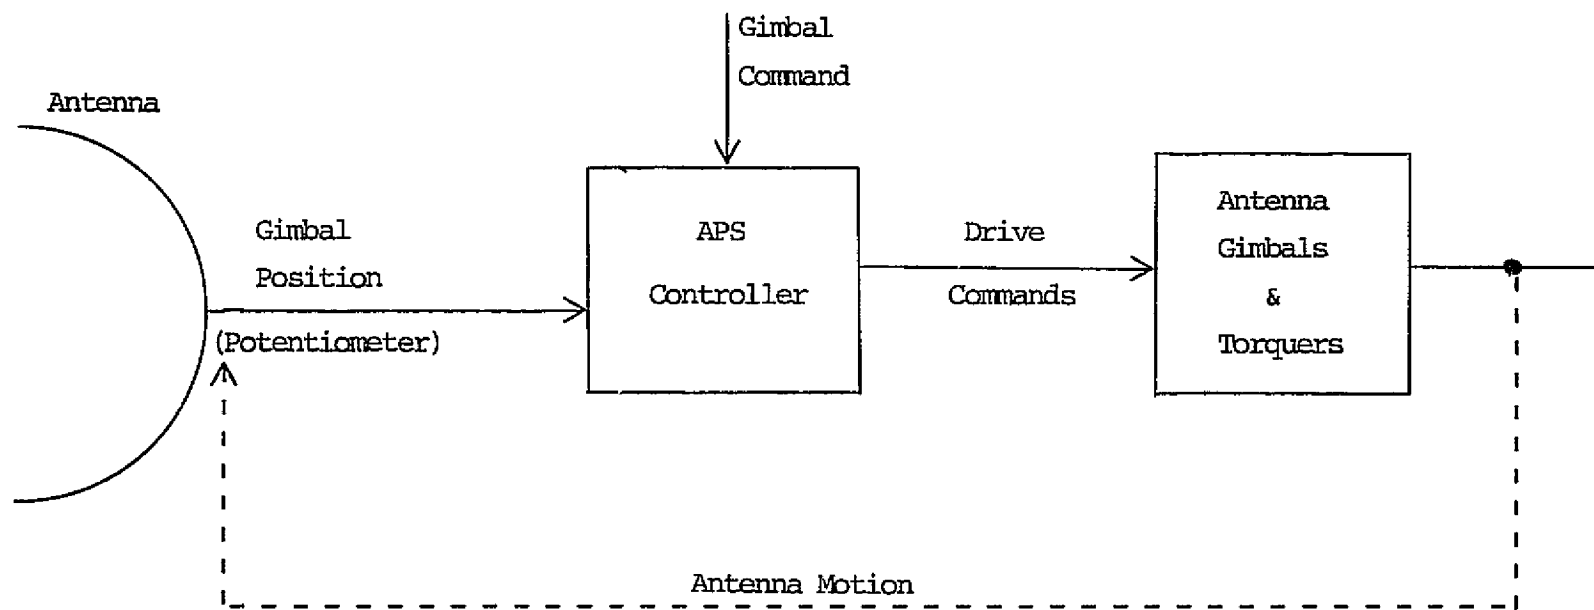 Gimbal
Command
Antenna
Gimbal
Position
(Potentiometer)
APS
Controller
Drive
Commands
Antenna
Gimbals
&
Torquers
Antenna Motion